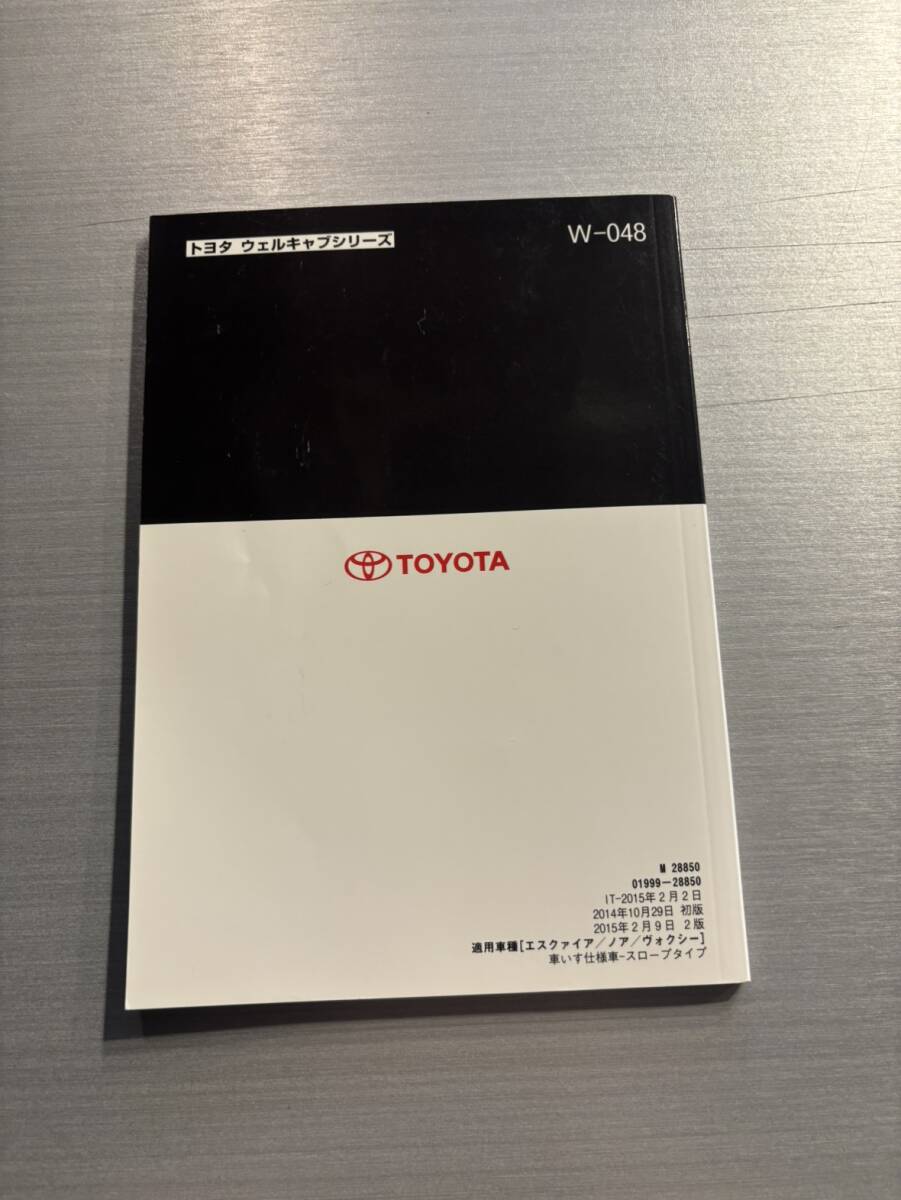 トヨタ ウェルキャブシリーズ
W-048
TOYOTA
M 28850
01999-28850
IT-2015年2月2日
2014年10月29日 初版
2015年2月9日 2版
適用車種[エスクァイア/ノア/ヴォクシー]
車いす仕様車-スロープタイプ